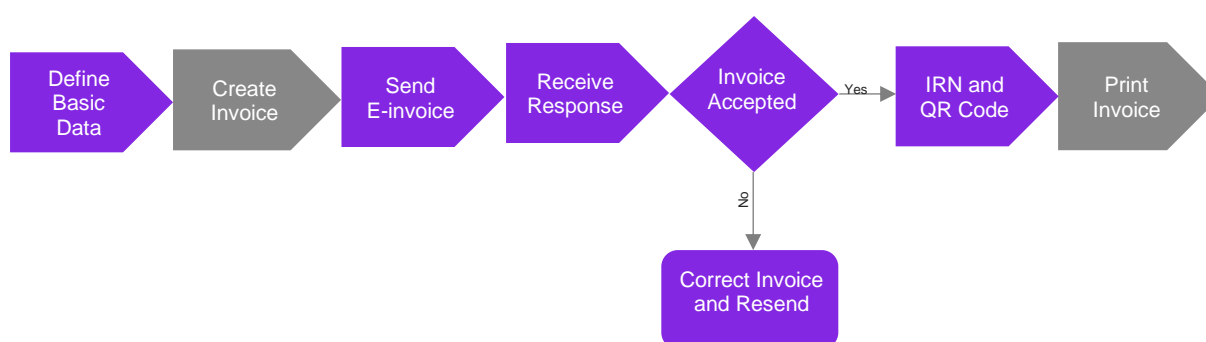 Define
Basic
Data
Create
Invoice
Send
E-invoice
Receive
Response
Invoice
Accepted
Yes
IRN and
QR Code
Print
Invoice
No
Correct Invoice
and Resend